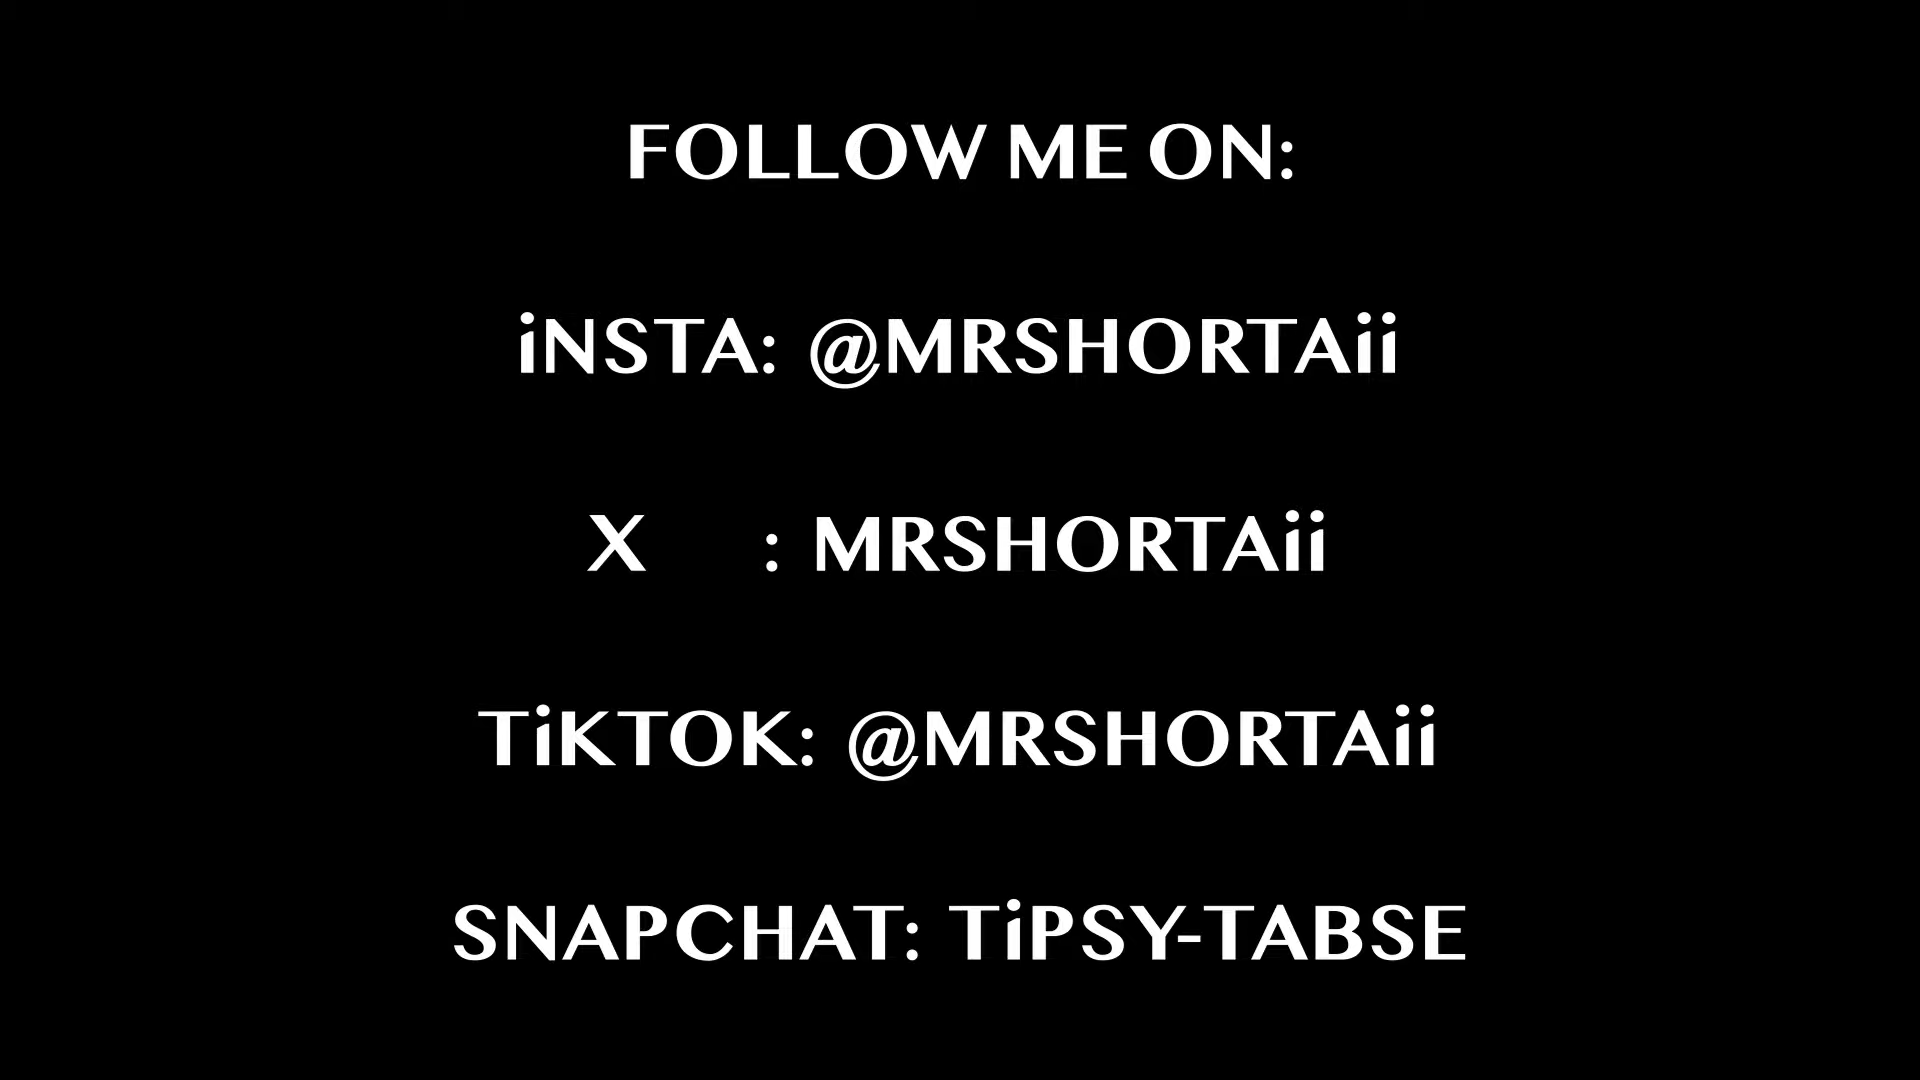 FOLLOW ME ON:
iNSTA: @MRSHORTAii
X : MRSHORTAii
TiKTOK: @MRSHORTAii
SNAPCHAT: TiPSY-TABSE